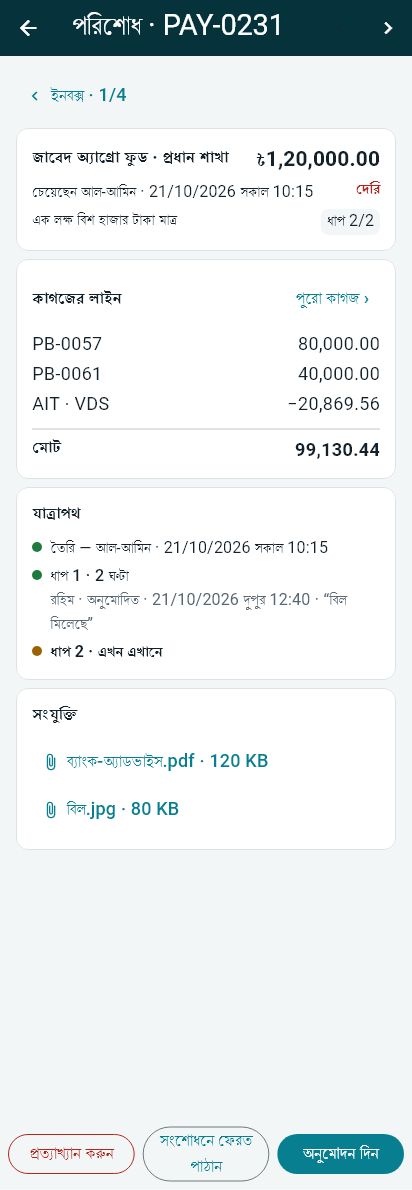 পরিশোধ · PAY-0231
ইনবক্স · 1/4
জাবেদ অ্যাগ্রো ফুড · প্রধান শাখা ৳1,20,000.00
চেয়েছেন আল-আমিন · 21/10/2026 সকাল 10:15 দেরি
এক লক্ষ বিশ হাজার টাকা মাত্র ধাপ 2/2
কাগজের লাইন পুরো কাগজ ›
PB-0057 80,000.00
PB-0061 40,000.00
AIT · VDS −20,869.56
মোট 99,130.44
যাত্রাপথ
তৈরি — আল-আমিন · 21/10/2026 সকাল 10:15
ধাপ 1 · 2 ঘণ্টা
রহিম · অনুমোদিত · 21/10/2026 দুপুর 12:40 · “বিল
মিলেছে”
ধাপ 2 · এখন এখানে
সংযুক্তি
ব্যাংক-অ্যাডভাইস.pdf · 120 KB
বিল.jpg · 80 KB
প্রত্যাখ্যান করুন
সংশোধনে ফেরত
পাঠান
অনুমোদন দিন